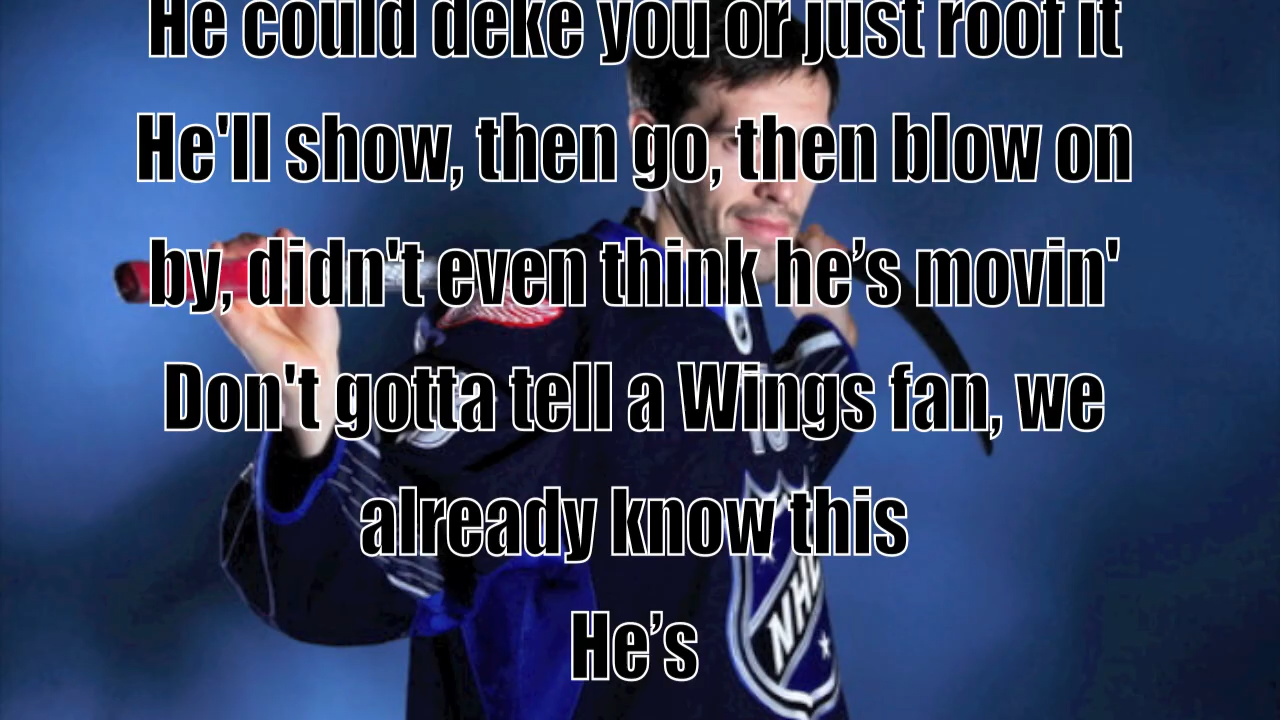 He could deke you or just roof it
He'll show, then go, then blow on
by, didn't even think he’s movin'
Don't gotta tell a Wings fan, we
already know this
He’s
NHL